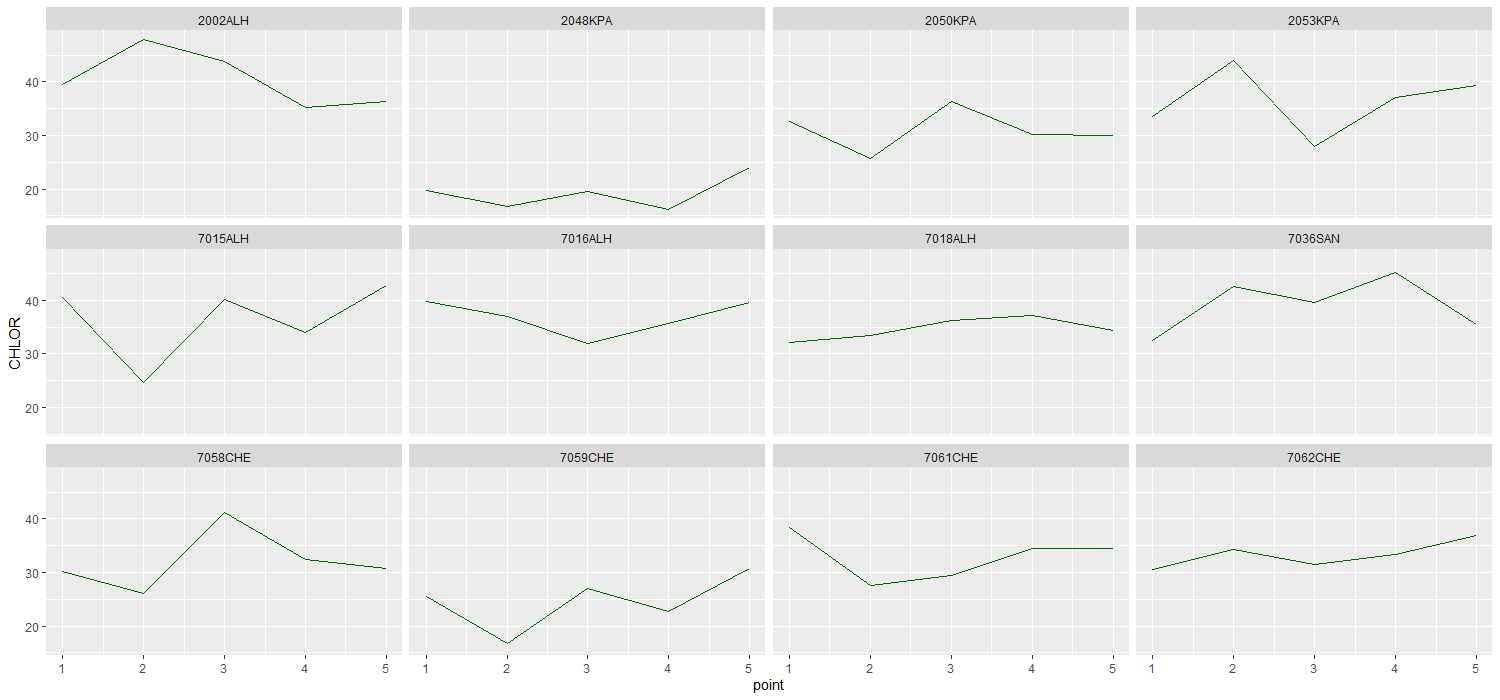 2002ALH 2048KPA 2050KPA 2053KPA
40
30
20
7015ALH 7016ALH 7018ALH 7036SAN
40
30
20
CHLOR
7058CHE 7059CHE 7061CHE 7062CHE
40
30
20
1 2 3 4 5 1 2 3 4 5 1 2 3 4 5 1 2 3 4 5
point